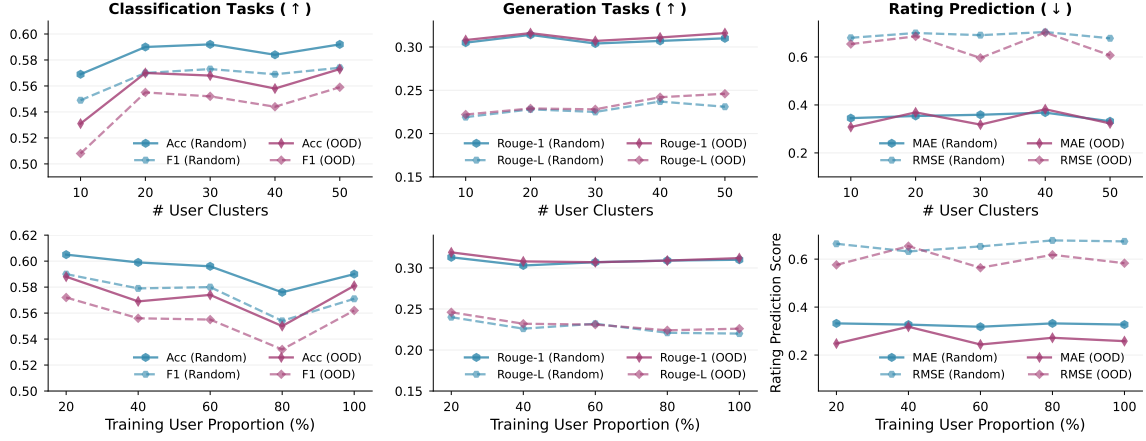 Classification Tasks (↑)
0.60
0.58
0.56
0.54
0.52
0.50
Acc (Random)
F1 (Random)
Acc (OOD)
F1 (OOD)
10 20 30 40 50
# User Clusters
Generation Tasks (↑)
0.30
0.25
0.20
0.15
Rouge-1 (Random)
Rouge-L (Random)
Rouge-1 (OOD)
Rouge-L (OOD)
10 20 30 40 50
# User Clusters
Rating Prediction (↓)
0.6
0.4
0.2
MAE (Random)
RMSE (Random)
MAE (OOD)
RMSE (OOD)
10 20 30 40 50
# User Clusters
0.62
0.60
0.58
0.56
0.54
0.52
0.50
Acc (Random)
F1 (Random)
Acc (OOD)
F1 (OOD)
20 40 60 80 100
Training User Proportion (%)
0.30
0.25
0.20
0.15
Rouge-1 (Random)
Rouge-L (Random)
Rouge-1 (OOD)
Rouge-L (OOD)
20 40 60 80 100
Training User Proportion (%)
Rating Prediction Score
0.6
0.4
0.2
MAE (Random)
RMSE (Random)
MAE (OOD)
RMSE (OOD)
20 40 60 80 100
Training User Proportion (%)